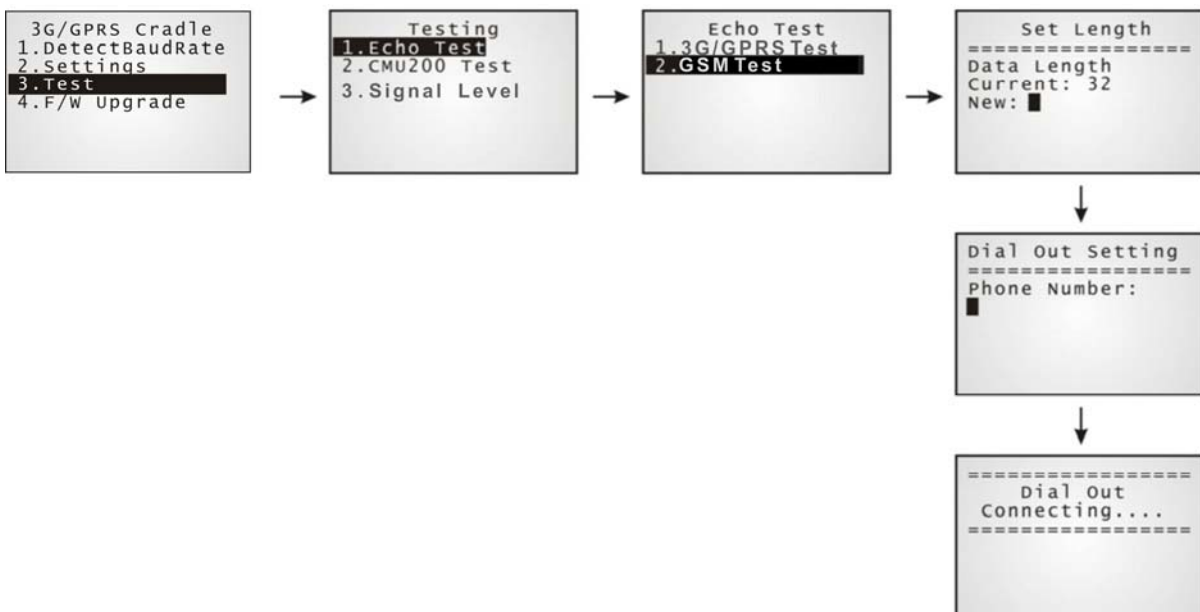 3G/GPRS Cradle
1.DetectBaudRate
2.Settings
3.Test
4.F/W Upgrade
Testing
1.Echo Test
2.CMU200 Test
3.Signal Level
Echo Test
1.3G/GPRS Test
2.GSM Test
Set Length
=================
Data Length
Current: 32
New:
Dial Out Setting
=================
Phone Number:
=================
Dial Out
Connecting....
=================